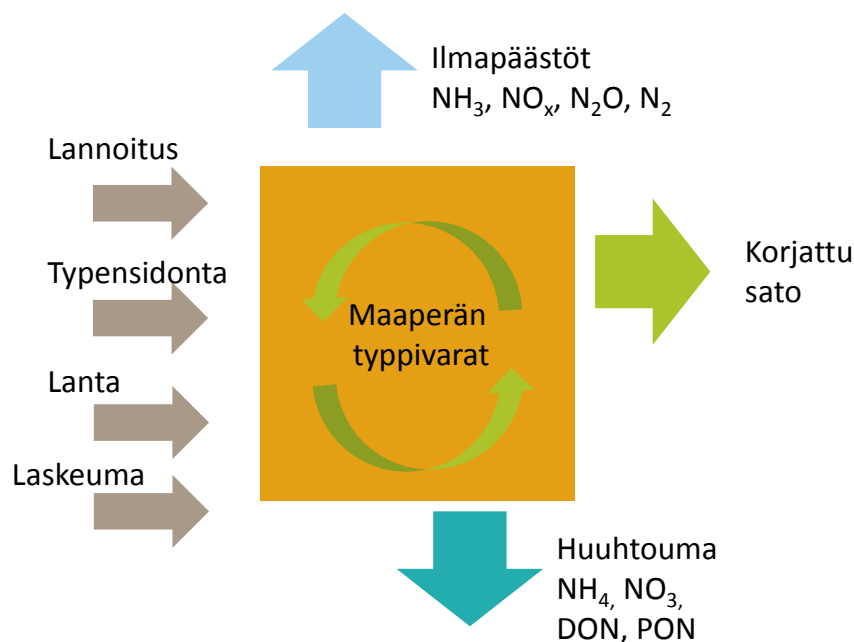 Ilmapäästöt
NH₃, NOₓ, N₂O, N₂
Lannoitus
Typensidonta
Lanta
Laskeuma
Maaperän
typpivarat
Korjattu
sato
Huuhtouma
NH₄, NO₃,
DON, PON